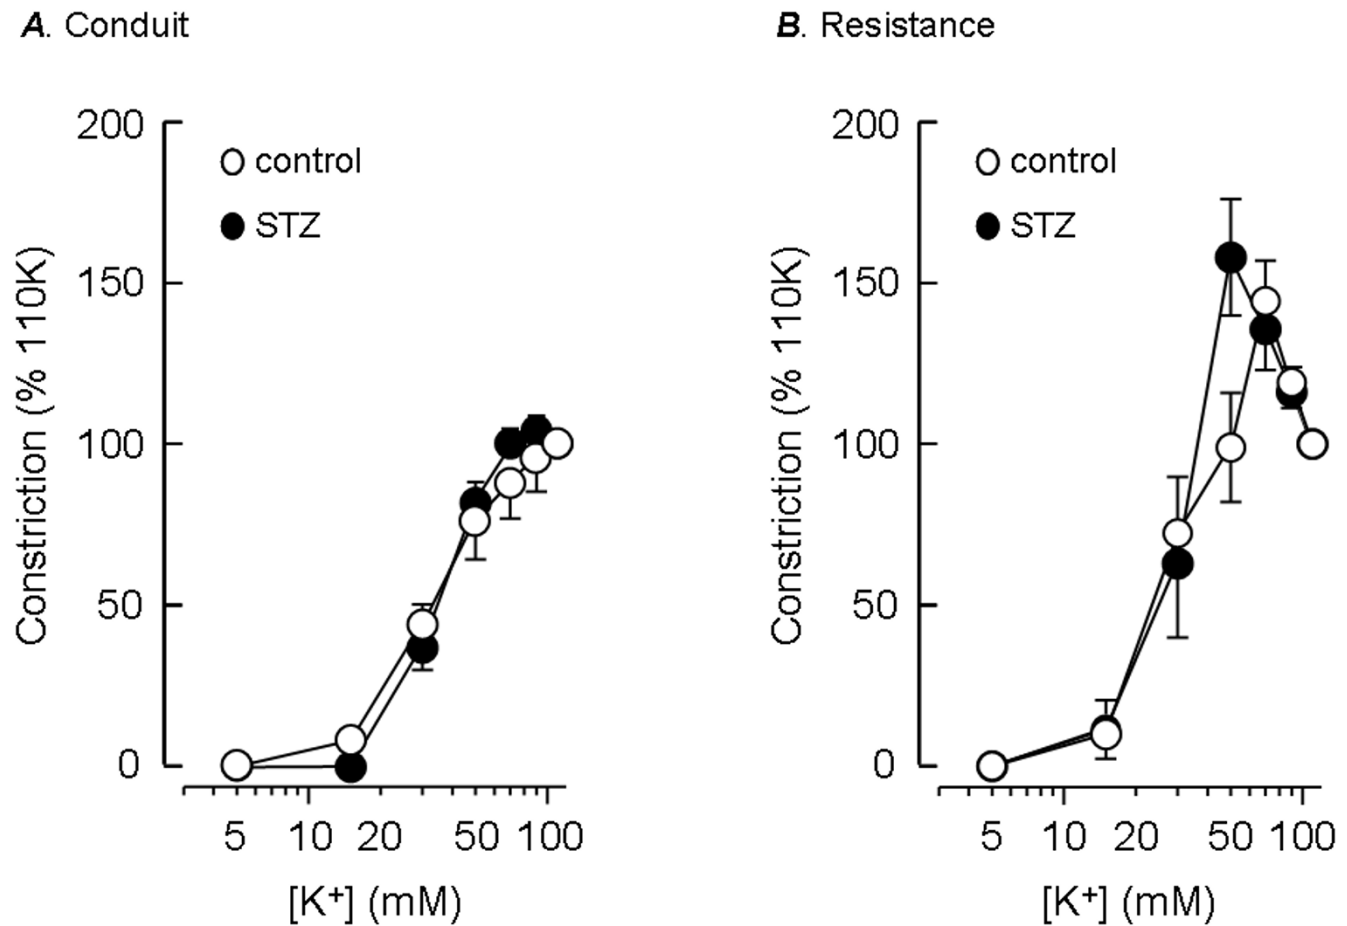 A. Conduit
200
150
100
50
0
control
STZ
Constriction (% 110K)
5 10 20 50 100
[K⁺] (mM)
B. Resistance
200
150
100
50
0
control
STZ
Constriction (% 110K)
5 10 20 50 100
[K⁺] (mM)